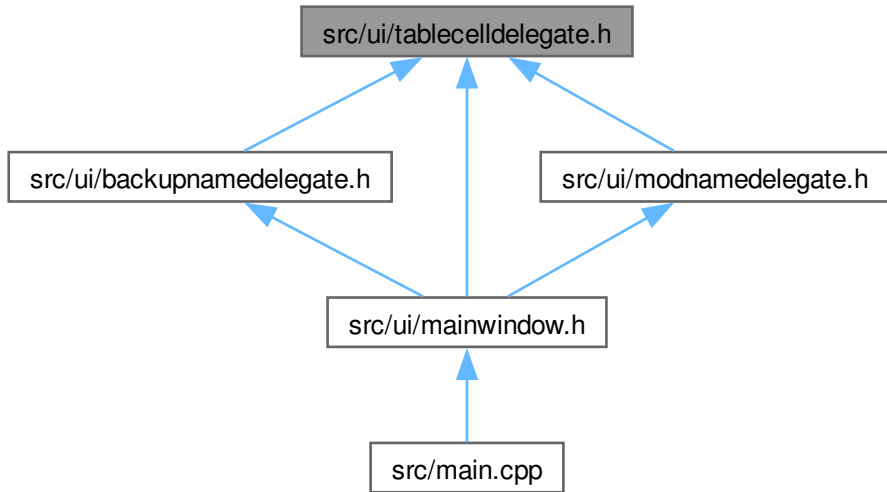 src/ui/tablecelldelegate.h
src/ui/backupnamedelegate.h
src/ui/modnamedelegate.h
src/ui/mainwindow.h
src/main.cpp